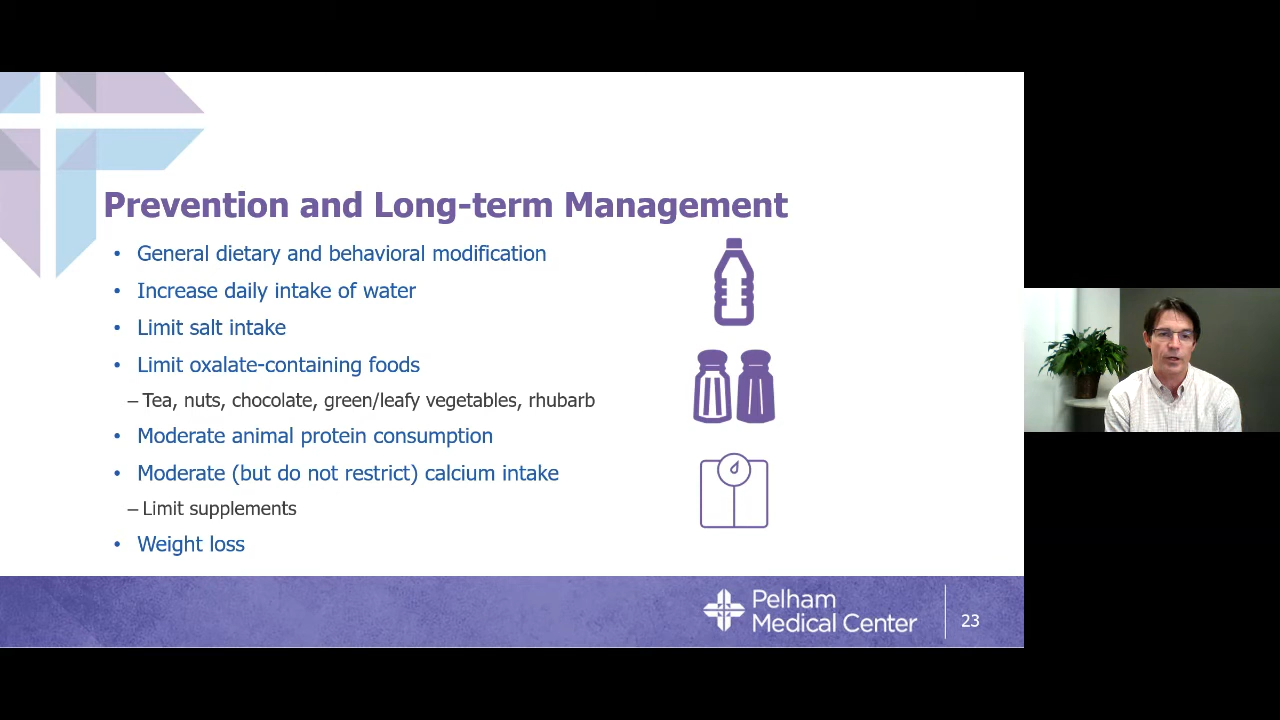 Prevention and Long-term Management
• General dietary and behavioral modification
• Increase daily intake of water
• Limit salt intake
• Limit oxalate-containing foods
– Tea, nuts, chocolate, green/leafy vegetables, rhubarb
• Moderate animal protein consumption
• Moderate (but do not restrict) calcium intake
– Limit supplements
• Weight loss
Pelham
Medical Center
23